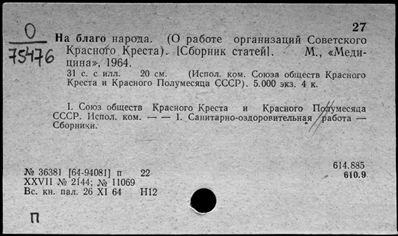 27
О
75476
На благо народа. (О работе организаций Советского
Красного Креста). [Сборник статей]. М., «Меди-
цина», 1964.
31 с. с илл. 20 см. (Исполн. ком. Союза обществ Красного
Креста и Красного Полумесяца СССР). 5.000 экз. 4 к.
I. Союз обществ Красного Креста и Красного Полумесяца
СССР. Испол. ком. — — 1. Санитарно-оздоровительная работа —
Сборники.
614.885
№ 36381 [64-94081] п 22
610.9
XXVII № 2144; № 11069
Вс. кн. пал. 26 XI 64 Н12
П